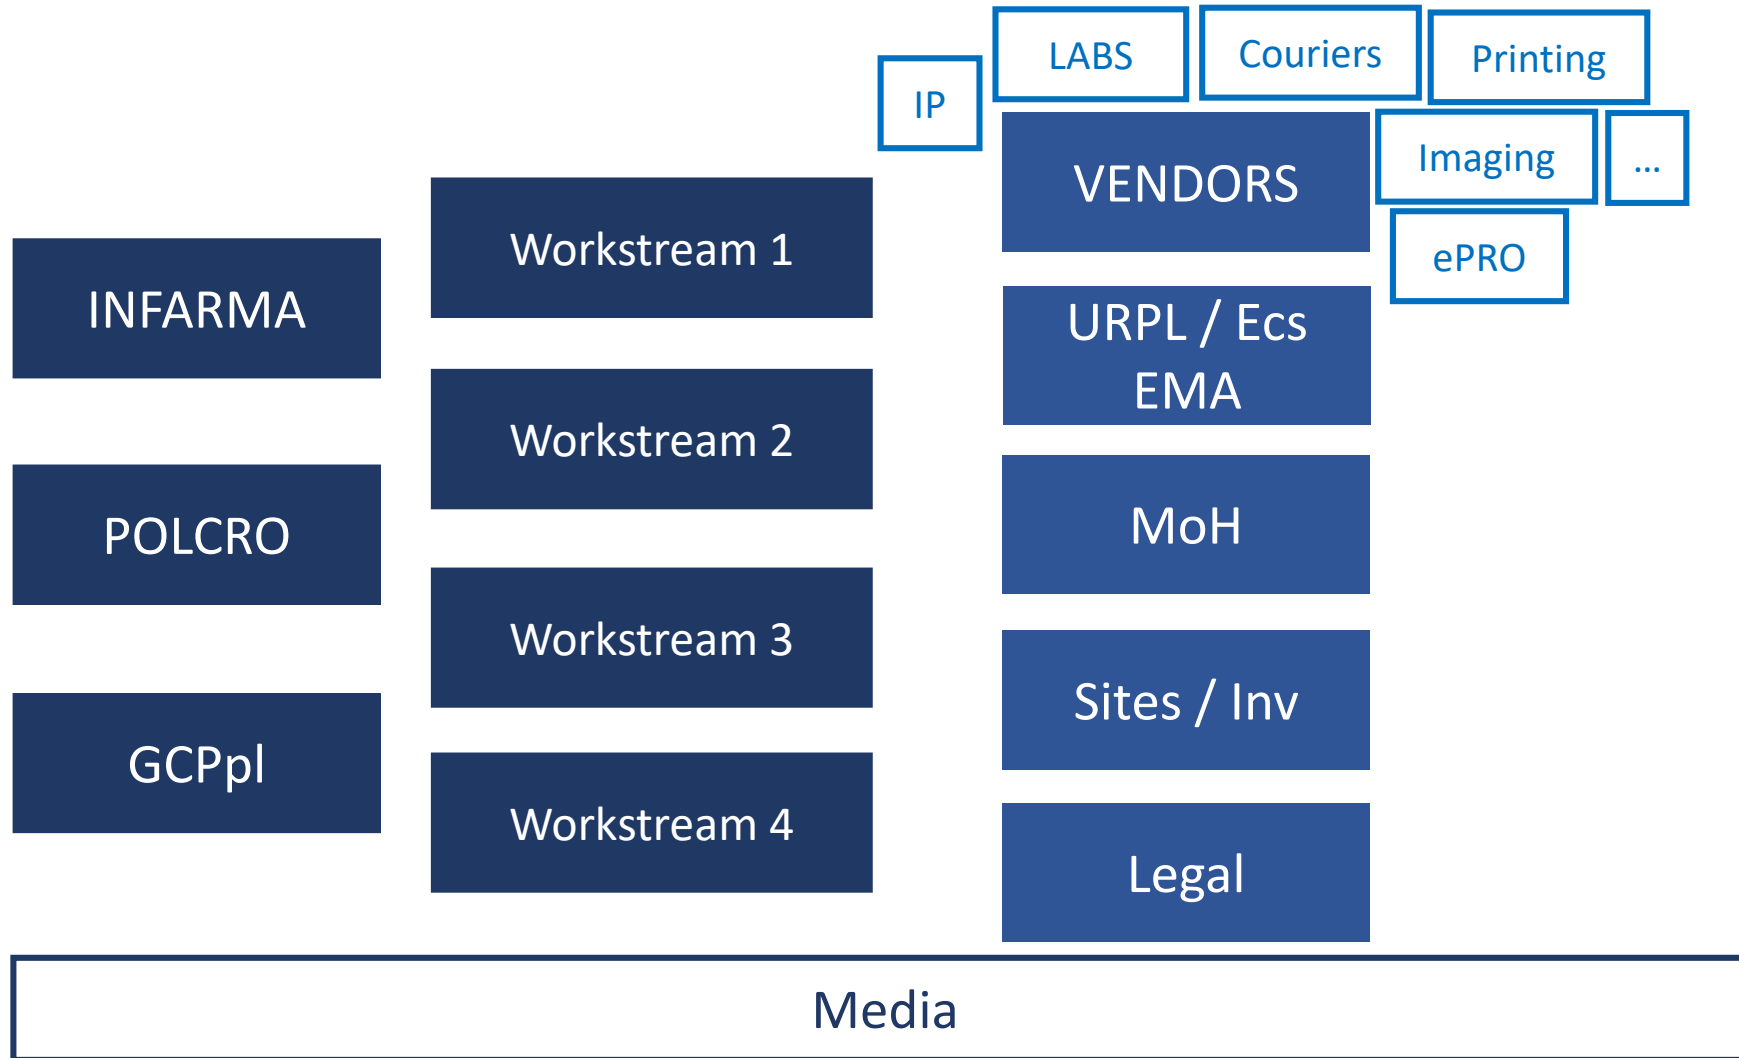 INFARMA
POLCRO
GCPpl
Workstream 1
Workstream 2
Workstream 3
Workstream 4
IP
LABS
Couriers
Printing
VENDORS
Imaging
...
ePRO
URPL / Ecs
EMA
MoH
Sites / Inv
Legal
Media